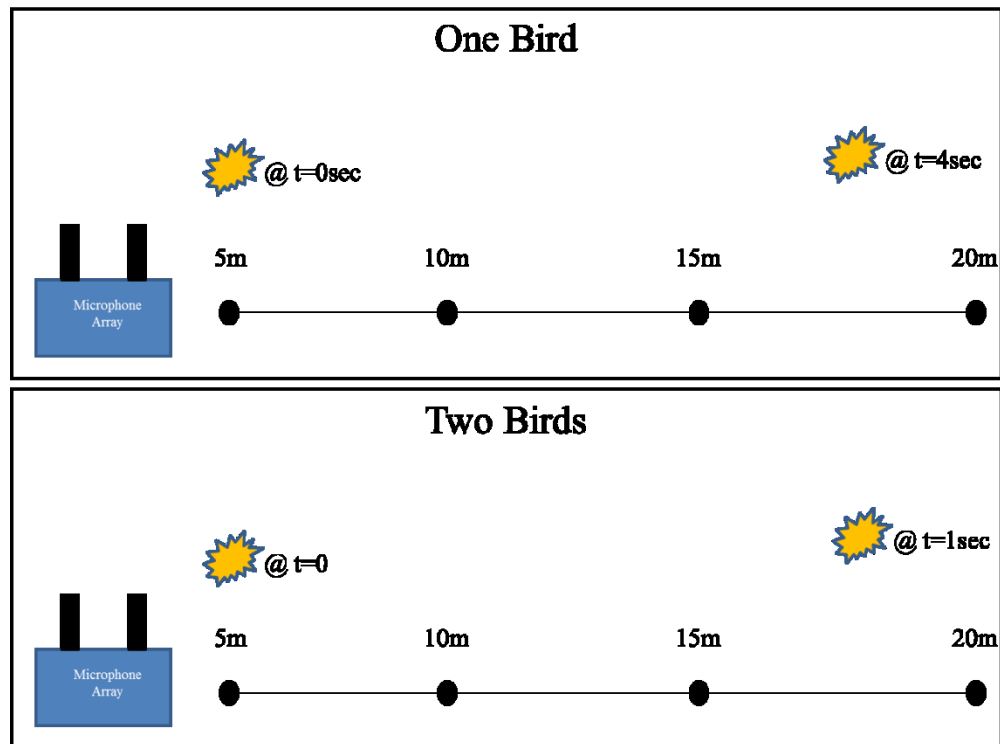 One Bird
@ t=0sec
@ t=4sec
5m 10m 15m 20m
Microphone
Array
Two Birds
@ t=0
@ t=1sec
5m 10m 15m 20m
Microphone
Array